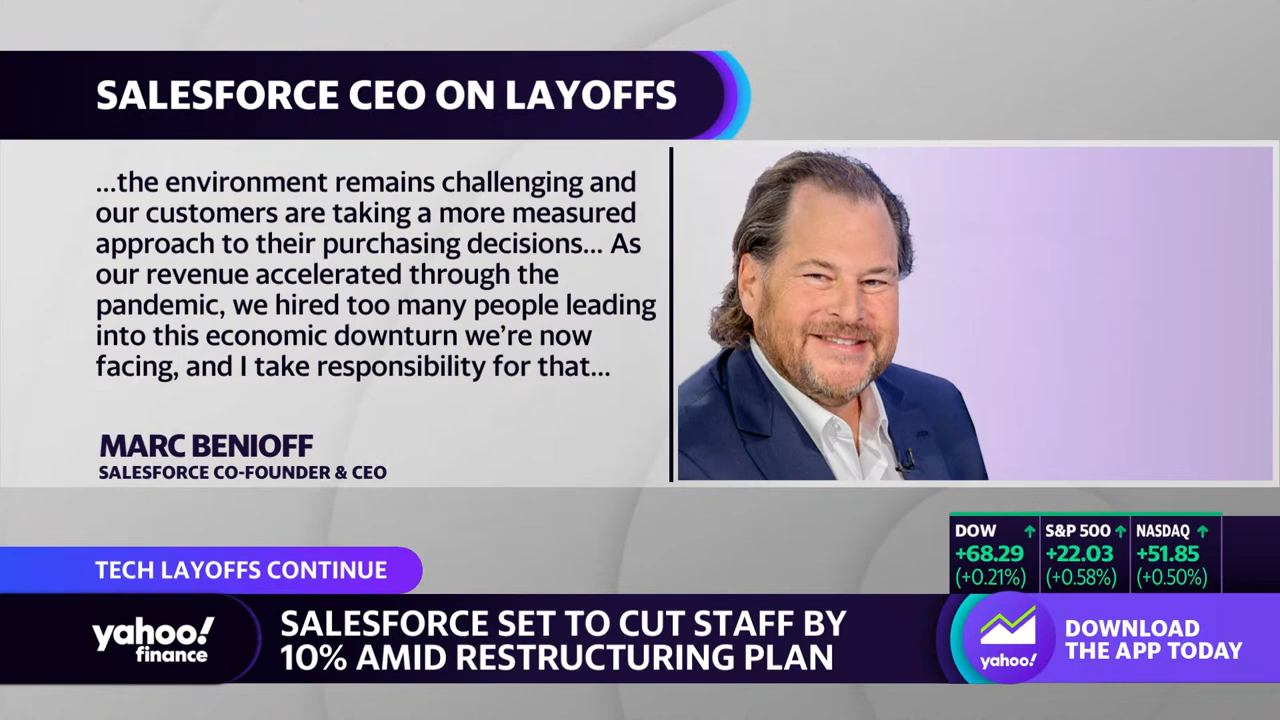 SALESFORCE CEO ON LAYOFFS
...the environment remains challenging and
our customers are taking a more measured
approach to their purchasing decisions... As
our revenue accelerated through the
pandemic, we hired too many people leading
into this economic downturn we're now
facing, and I take responsibility for that...
MARC BENIOFF
SALESFORCE CO-FOUNDER & CEO
DOW ↑
+68.29
(+0.21%)
S&P 500 ↑
+22.03
(+0.58%)
NASDAQ ↑
+51.85
(+0.50%)
TECH LAYOFFS CONTINUE
yahoo!
finance
SALESFORCE SET TO CUT STAFF BY
10% AMID RESTRUCTURING PLAN
yahoo!
DOWNLOAD
THE APP TODAY